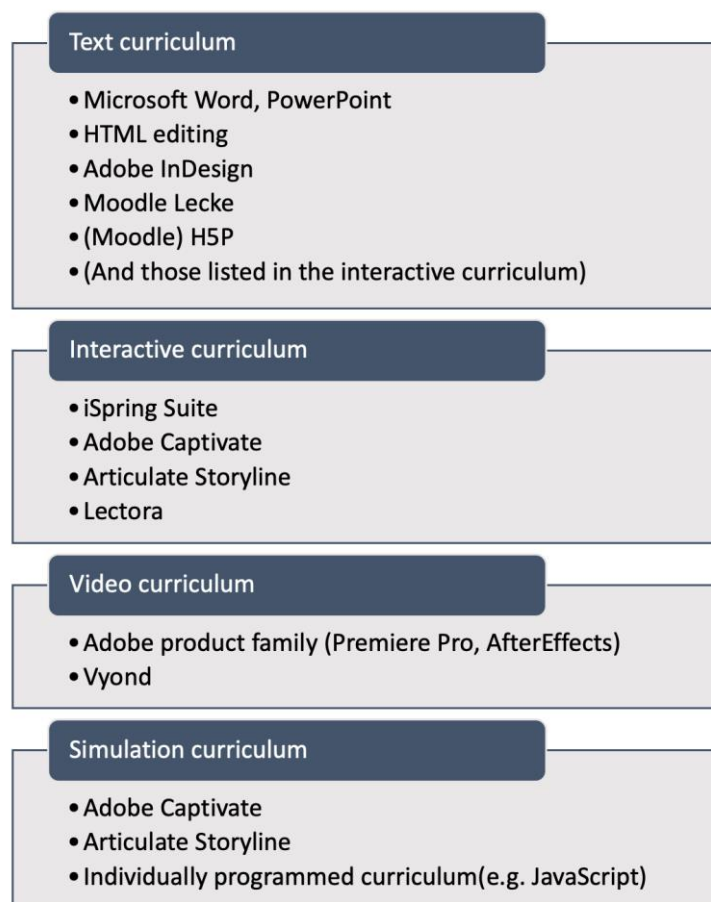 Text curriculum
• Microsoft Word, PowerPoint
• HTML editing
• Adobe InDesign
• Moodle Lecke
• (Moodle) H5P
• (And those listed in the interactive curriculum)
Interactive curriculum
• iSpring Suite
• Adobe Captivate
• Articulate Storyline
• Lectora
Video curriculum
• Adobe product family (Premiere Pro, AfterEffects)
• Vyond
Simulation curriculum
• Adobe Captivate
• Articulate Storyline
• Individually programmed curriculum(e.g. JavaScript)